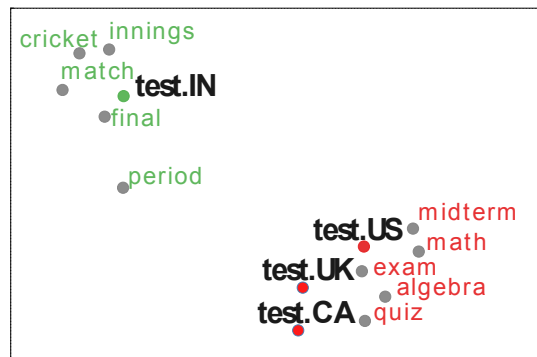 innings
cricket
match
test.IN
final
period
midterm
test.US
math
test.UK
exam
algebra
test.CA
quiz